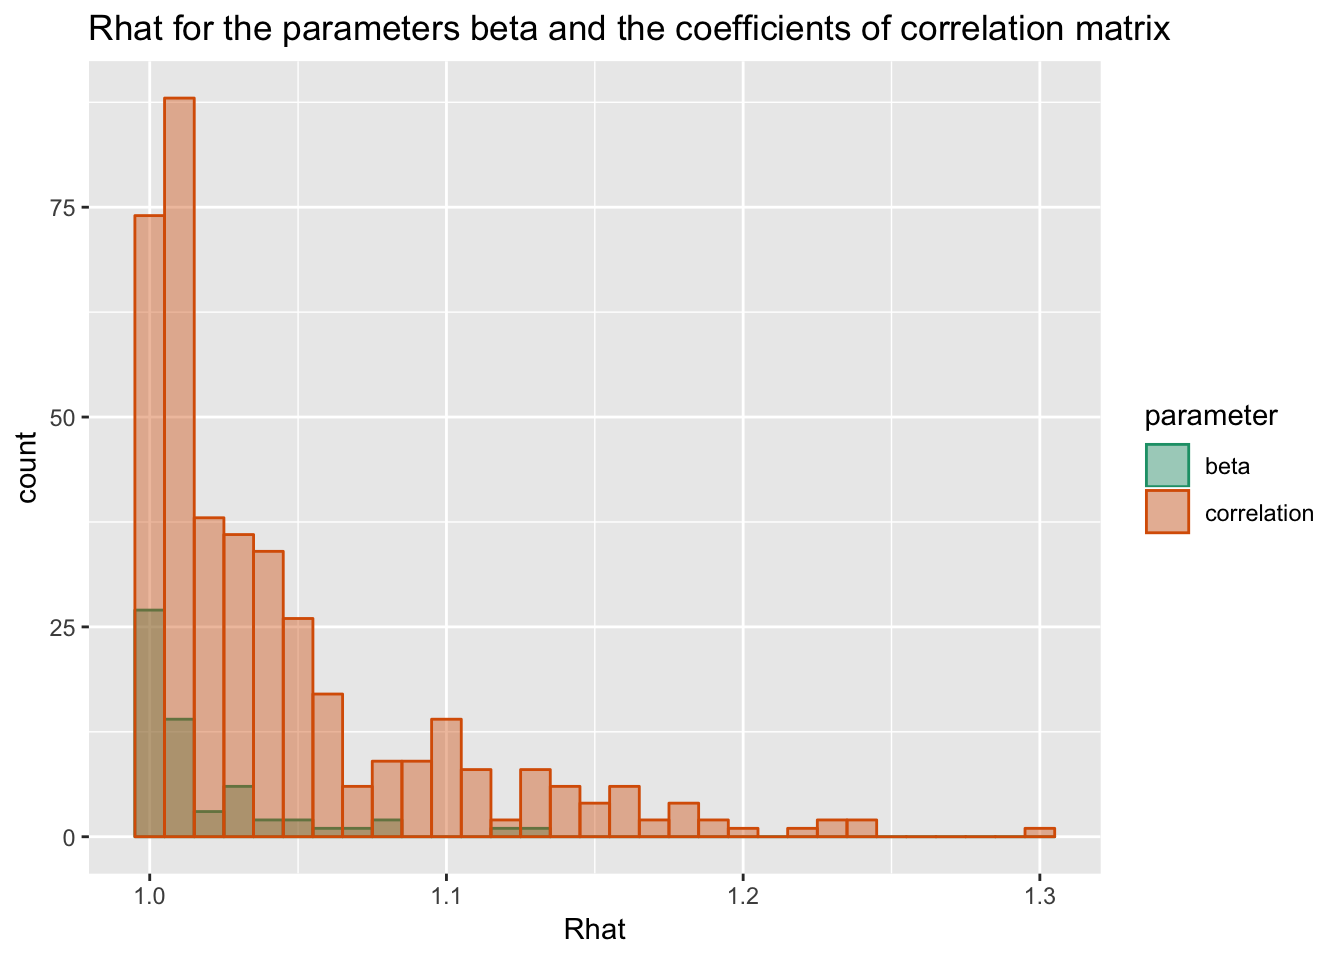 Rhat for the parameters beta and the coefficients of correlation matrix
75
50
25
0
count
1.0
1.1
1.2
1.3
Rhat
parameter
beta
correlation